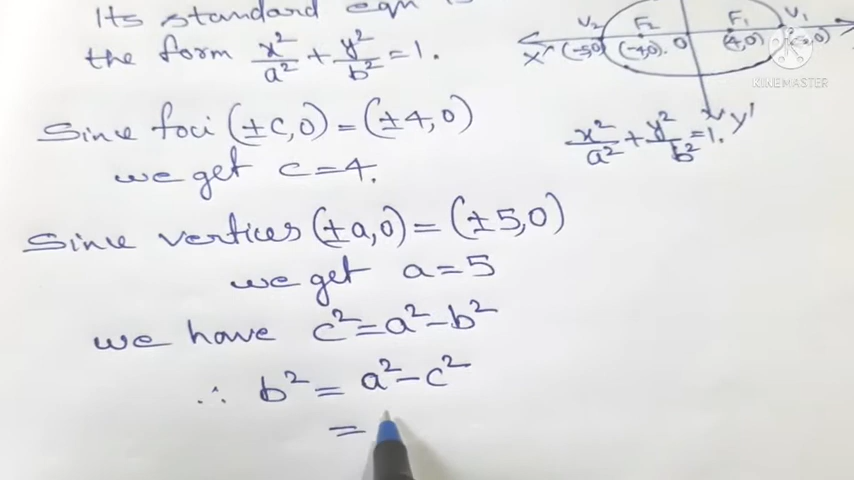 Its standard eqn is
the form x²/a² + y²/b² = 1.
Since foci (±c,0) = (±4,0)
we get c=4.
Since vertices (±a,0) = (±5,0)
we get a=5
we have c² = a² - b²
∴ b² = a² - c²
=
V₂ F₂ F₁ V₁
X' (-5,0) (-4,0). 0 (4,0)
x²/a² + y²/b² = 1. y'
KINEMASTER